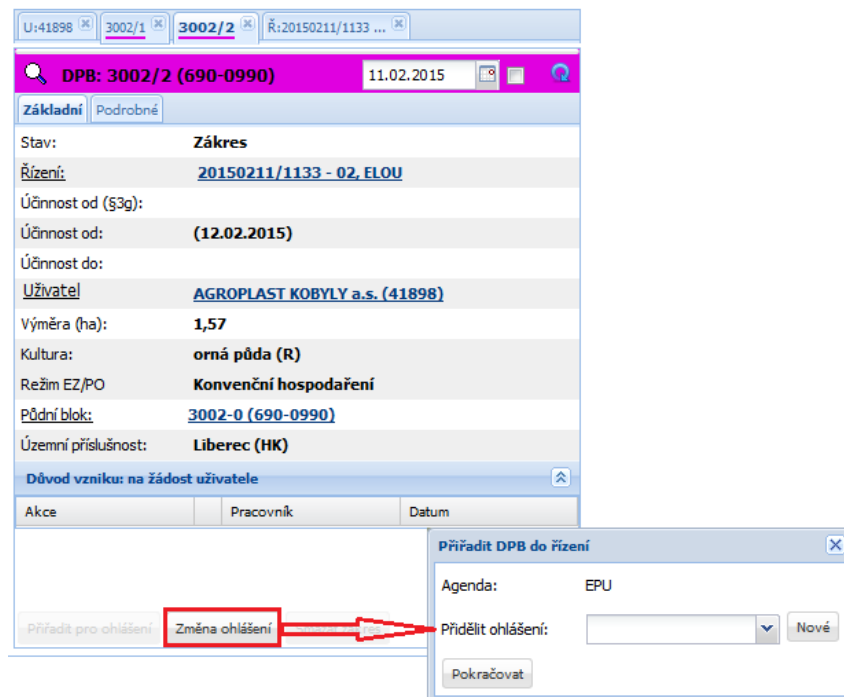 U:41898 3002/1 3002/2 Ř:20150211/1133 ...
DPB: 3002/2 (690-0990) 11.02.2015
Základní Podrobné
Stav: Zákres
Řízení: 20150211/1133 - 02, ELOU
Účinnost od (§3g):
Účinnost od: (12.02.2015)
Účinnost do:
Uživatel AGROPLAST KOBYLY a.s. (41898)
Výměra (ha): 1,57
Kultura: orná půda (R)
Režim EZ/PO Konvenční hospodaření
Půdní blok: 3002-0 (690-0990)
Územní příslušnost: Liberec (HK)
Důvod vzniku: na žádost uživatele
Akce Pracovník Datum
Přiřadit DPB do řízení
Agenda: EPU
Přidělit ohlášení: Nové
Přiřadit pro ohlášení Změna ohlášení
Pokračovat